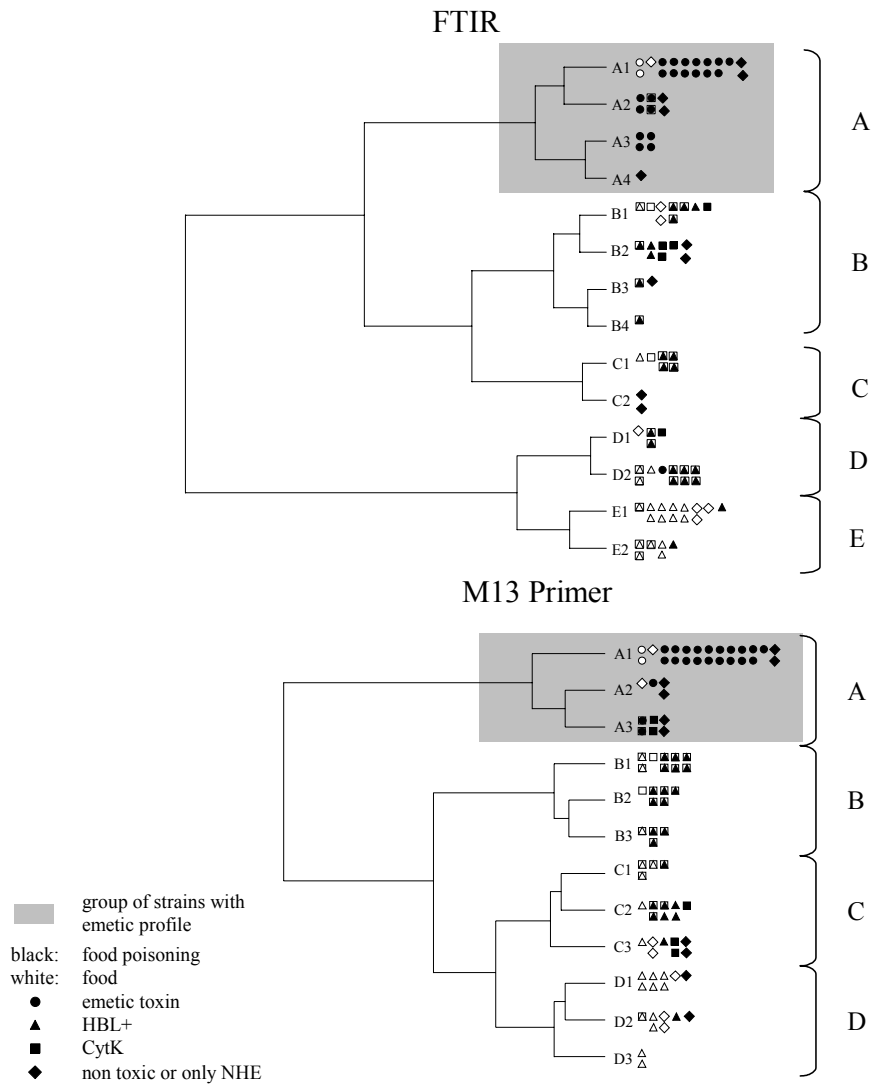 FTIR
A1
A2
A3
A4
A
B1
B2
B3
B4
B
C1
C2
C
D1
D2
D
E1
E2
E
M13 Primer
A1
A2
A3
A
B1
B2
B3
B
C1
C2
C3
C
D1
D2
D3
D
group of strains with
emetic profile
black: food poisoning
white: food
emetic toxin
HBL+
CytK
non toxic or only NHE